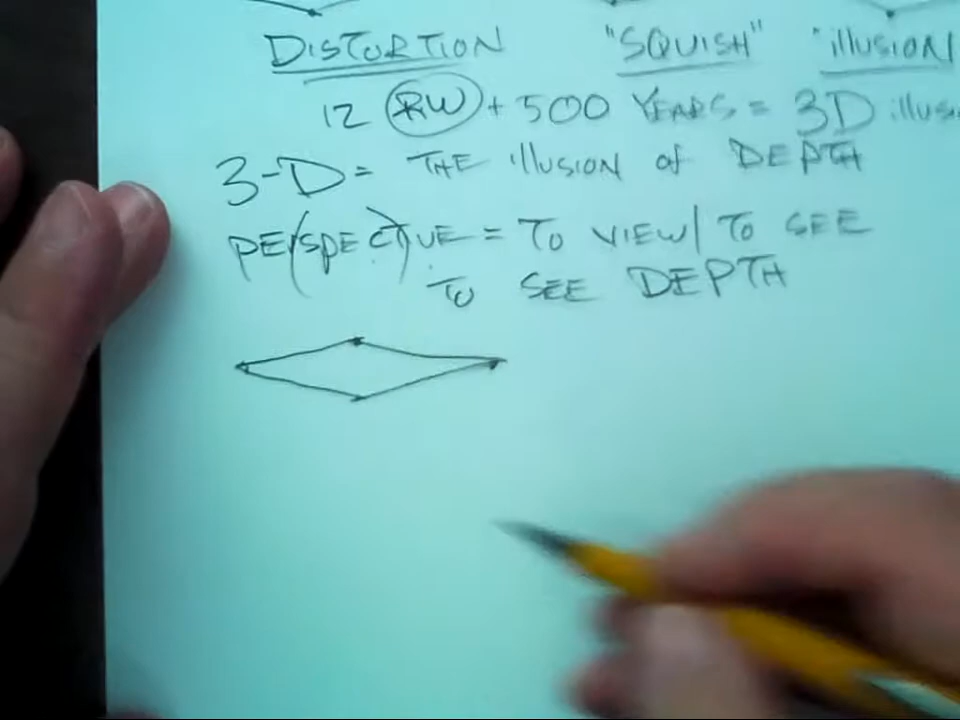 DISTORTION "SQUISH" "illusion
12 RW + 500 YEARS = 3D illus
3-D = THE illusion of DEPTH
PERSPECTIVE = TO VIEW/TO SEE
TO SEE DEPTH